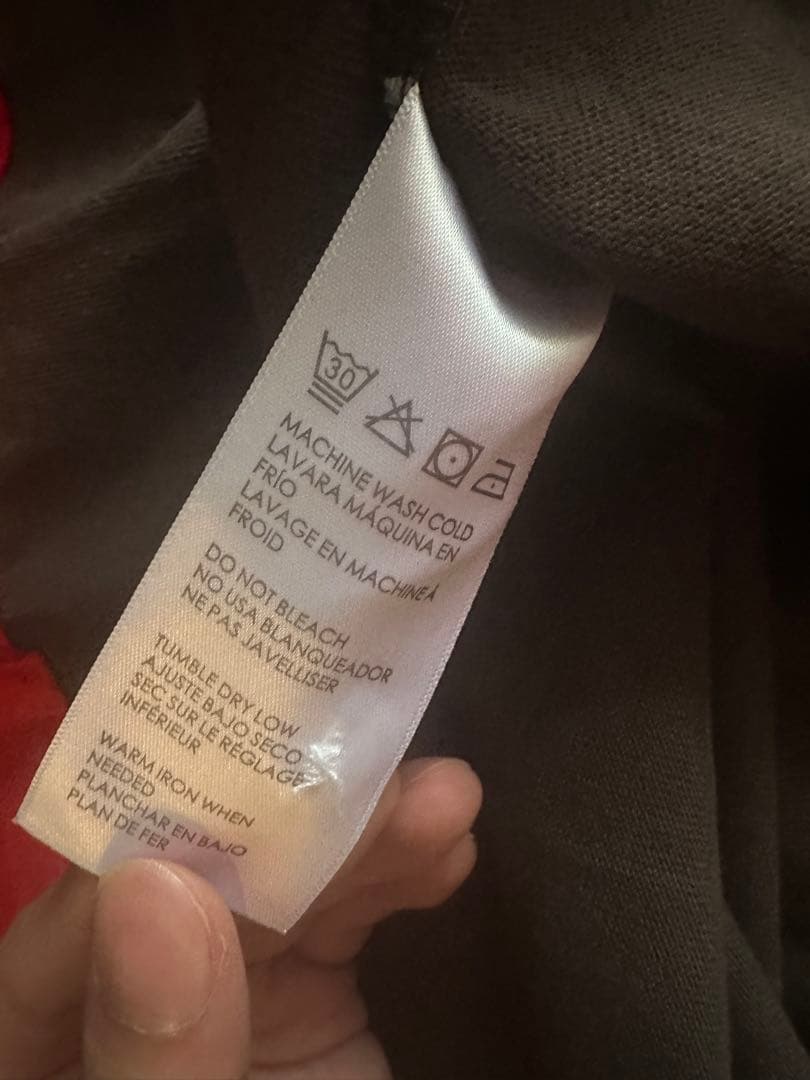 30
MACHINE WASH COLD
LAVARA MÁQUINA EN
FRÍO
LAVAGE EN MACHINE À
FROID
DO NOT BLEACH
NO USA BLANQUEADOR
NE PAS JAVELLISER
TUMBLE DRY LOW
AJUSTE BAJO SECO
SEC SUR LE RÉGLAGE
INFÉRIEUR
WARM IRON WHEN
NEEDED
PLANCHAR EN BAJO
PLAN DE FER